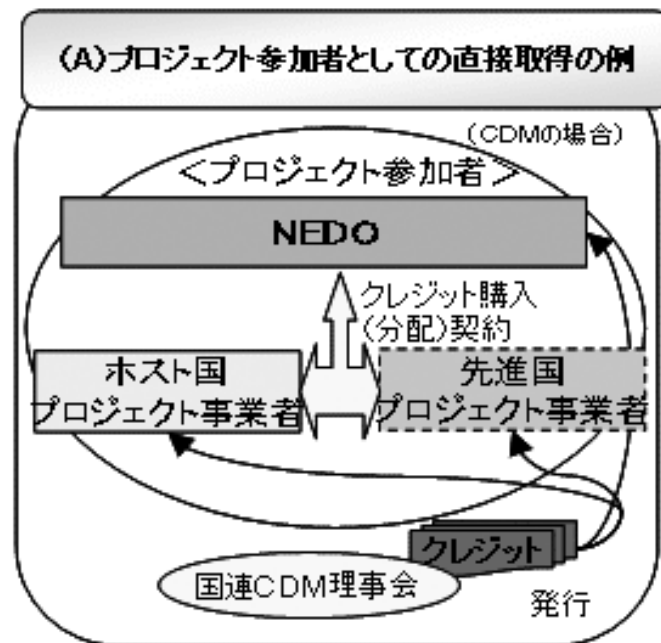 (A)プロジェクト参加者としての直接取得の例
(CDMの場合)
＜プロジェクト参加者＞
NEDO
クレジット購入
(分配)契約
ホスト国
プロジェクト事業者
先進国
プロジェクト事業者
クレジット
国連CDM理事会
発行